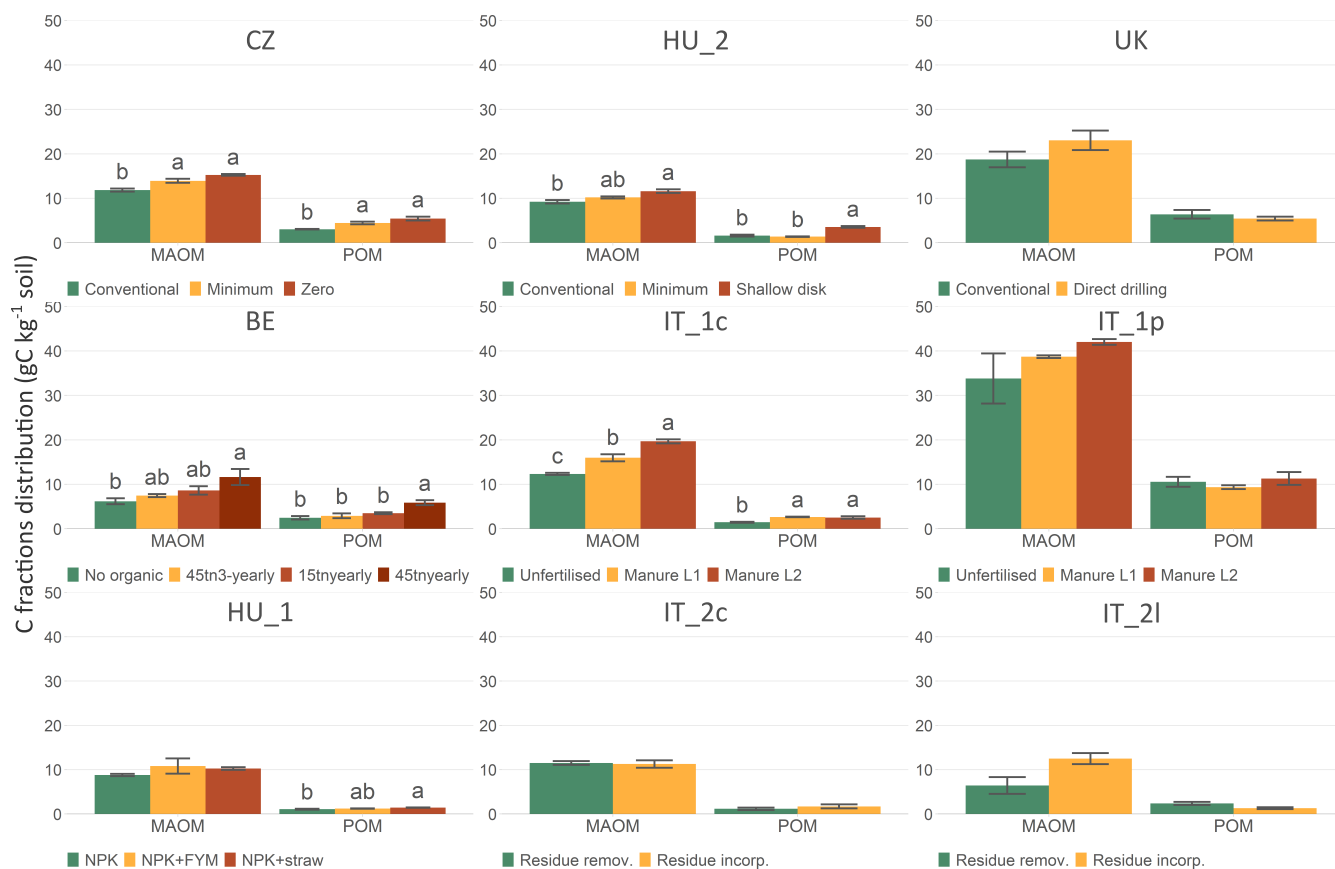 C fractions distribution (gC kg⁻¹ soil)
CZ
50
40
30
20
10
0
b a a
b a a
MAOM POM
Conventional Minimum Zero
HU_2
50
40
30
20
10
0
b ab a
b b a
MAOM POM
Conventional Minimum Shallow disk
UK
50
40
30
20
10
0
MAOM POM
Conventional Direct drilling
BE
50
40
30
20
10
0
b ab ab a
b b b a
MAOM POM
No organic 45tn3-yearly 15tnyearly 45tnyearly
IT_1c
50
40
30
20
10
0
c b a
b a a
MAOM POM
Unfertilised Manure L1 Manure L2
IT_1p
50
40
30
20
10
0
MAOM POM
Unfertilised Manure L1 Manure L2
HU_1
50
40
30
20
10
0
b ab a
MAOM POM
NPK NPK+FYM NPK+straw
IT_2c
50
40
30
20
10
0
MAOM POM
Residue remov. Residue incorp.
IT_2l
50
40
30
20
10
0
MAOM POM
Residue remov. Residue incorp.